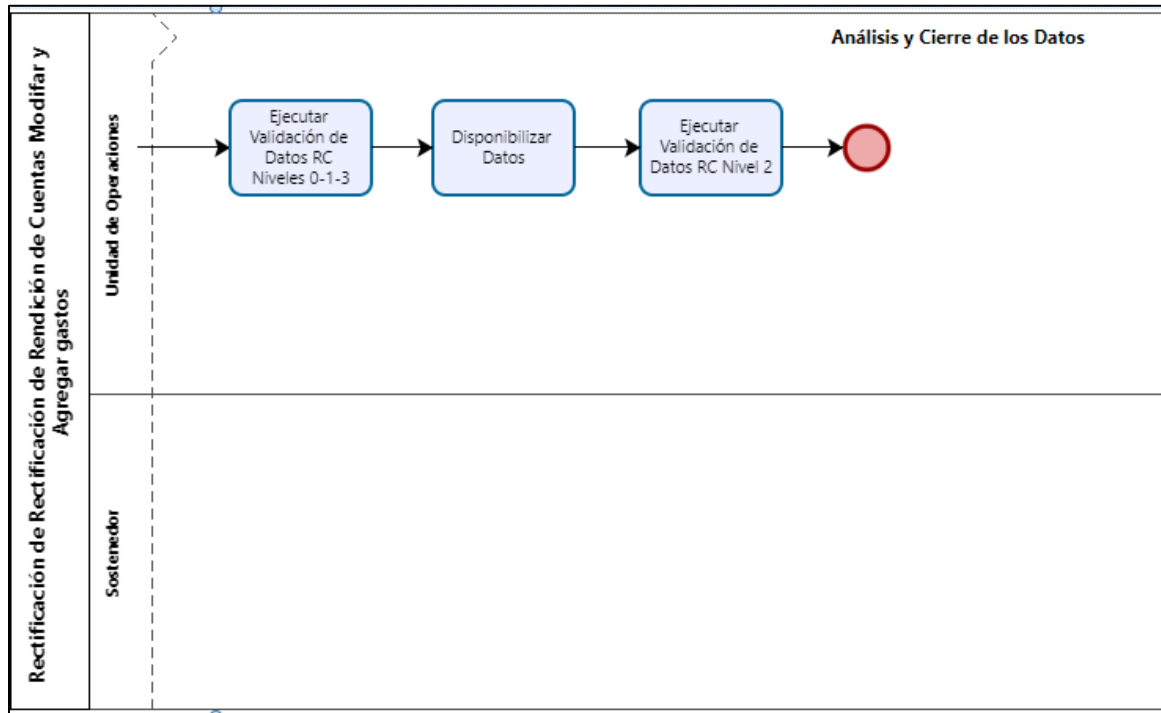 Rectificación de Rectificación de Rendición de Cuentas Modifar y
Agregar gastos
Unidad de Operaciones
Sostenedor
Análisis y Cierre de los Datos
Ejecutar
Validación de
Datos RC
Niveles 0-1-3
Disponibilizar
Datos
Ejecutar
Validación de
Datos RC Nivel 2